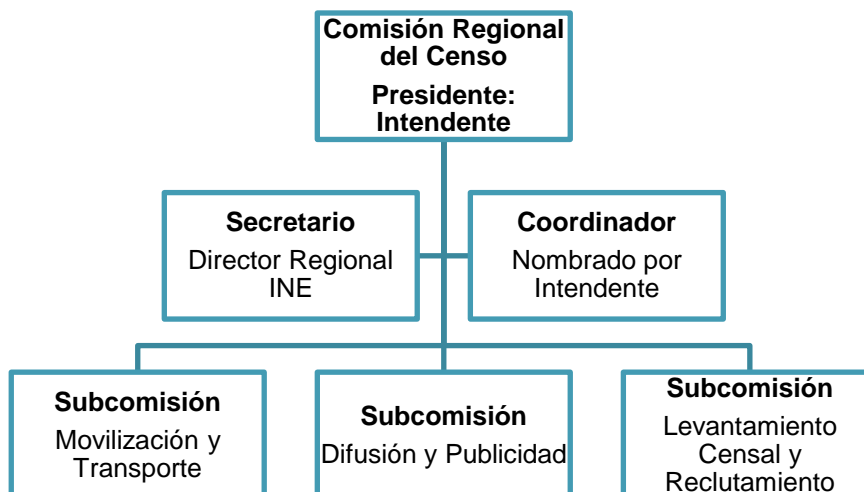 Comisión Regional
del Censo
Presidente:
Intendente
Secretario
Director Regional
INE
Coordinador
Nombrado por
Intendente
Subcomisión
Movilización y
Transporte
Subcomisión
Difusión y Publicidad
Subcomisión
Levantamiento
Censal y
Reclutamiento